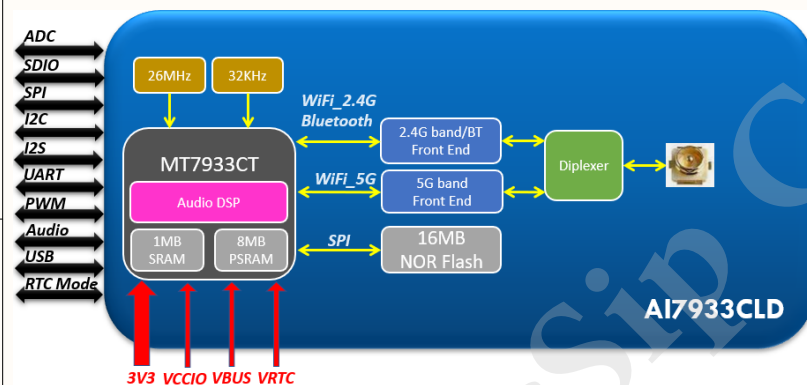 ADC
SDIO
SPI
I2C
I2S
UART
PWM
Audio
USB
RTC Mode
26MHz
32KHz
MT7933CT
Audio DSP
1MB
SRAM
8MB
PSRAM
WiFi_2.4G
Bluetooth
WiFi_5G
SPI
2.4G band/BT
Front End
5G band
Front End
16MB
NOR Flash
Diplexer
AI7933CLD
3V3
VCCIO
VBUS
VRTC
Sip C